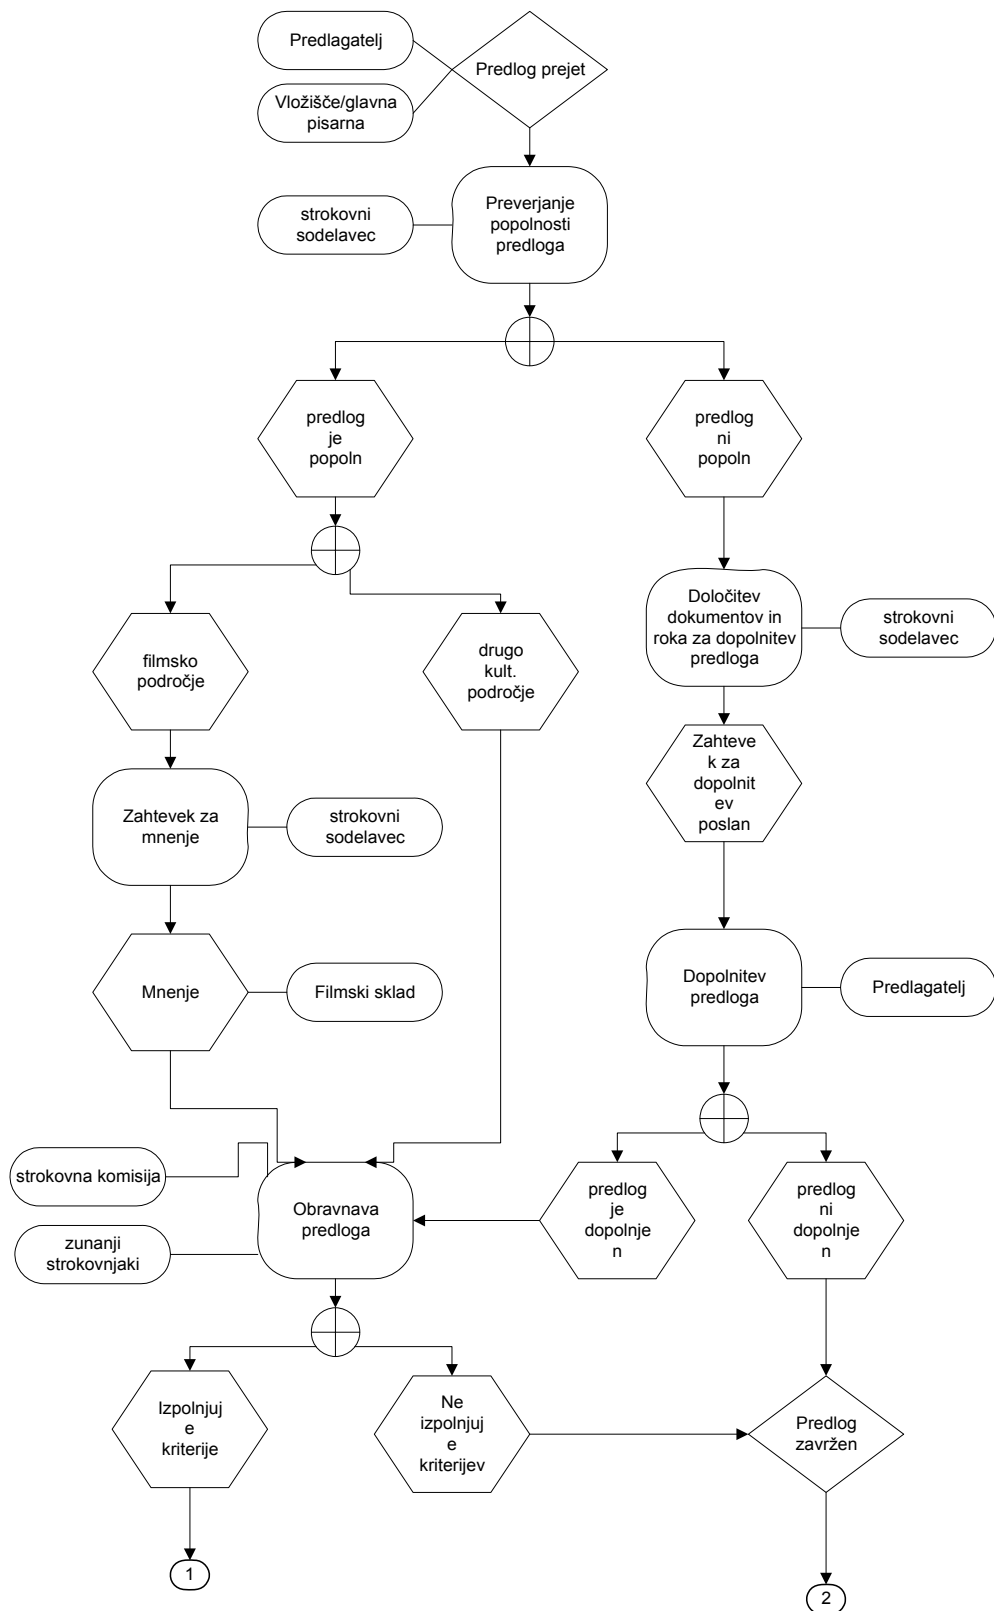 Predlagatelj
Predlog prejet
Vložišče/glavna
pisarna
Preverjanje
popolnosti
predloga
strokovni
sodelavec
predlog
je
popoln
predlog
ni
popoln
filmsko
področje
drugo
kult.
področje
Določitev
dokumentov in
roka za dopolnitev
predloga
strokovni
sodelavec
Zahteve
k za
dopolnit
ev
poslan
Zahtevek za
mnenje
strokovni
sodelavec
Mnenje
Filmski sklad
Dopolnitev
predloga
Predlagatelj
strokovna komisija
zunanji
strokovnjaki
Obravnava
predloga
predlog
je
dopolnje
n
predlog
ni
dopolnje
n
Izpolnjuj
e
kriterije
Ne
izpolnjuj
e
kriterijev
Predlog
zavržen
1
2